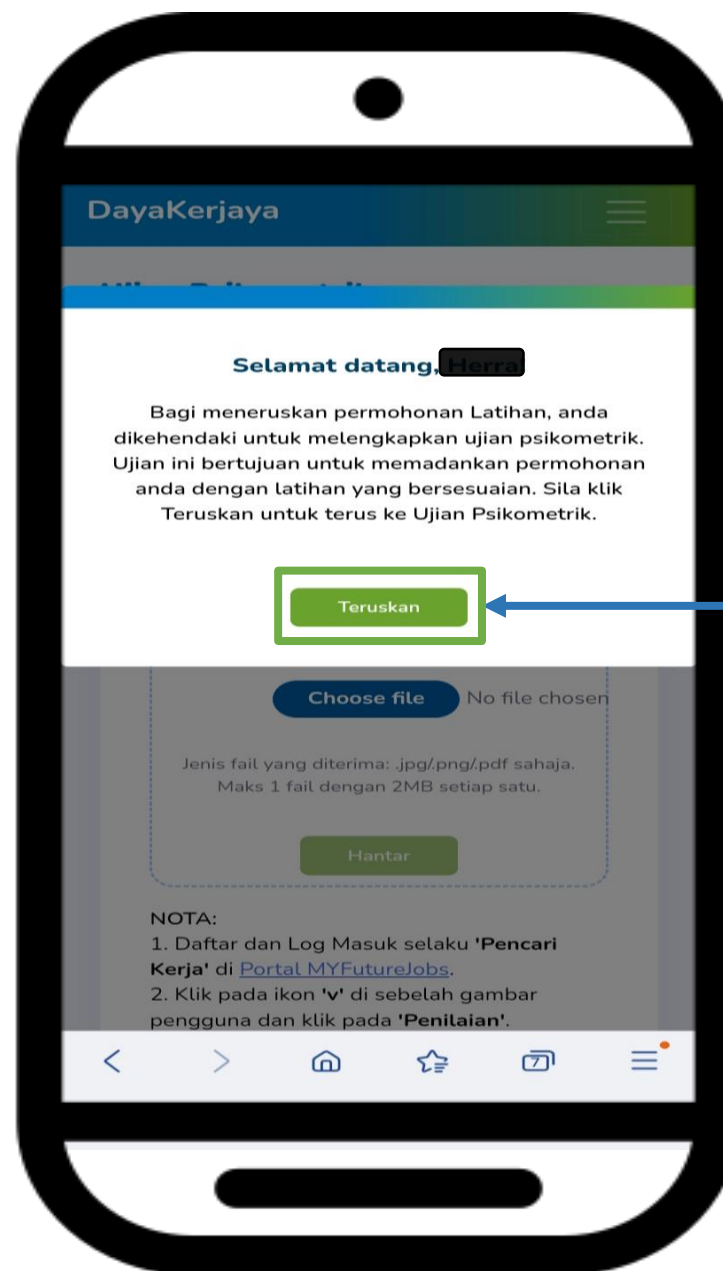 DayaKerjaya
Selamat datang,
Bagi meneruskan permohonan Latihan, anda
dikehendaki untuk melengkapkan ujian psikometrik.
Ujian ini bertujuan untuk memadankan permohonan
anda dengan latihan yang bersesuaian. Sila klik
Teruskan untuk terus ke Ujian Psikometrik.
Teruskan
Choose file No file chosen
Jenis fail yang diterima: .jpg/.png/.pdf sahaja.
Maks 1 fail dengan 2MB setiap satu.
Hantar
NOTA:
1. Daftar dan Log Masuk selaku 'Pencari
Kerja' di Portal MYFutureJobs.
2. Klik pada ikon 'v' di sebelah gambar
pengguna dan klik pada 'Penilaian'.
7